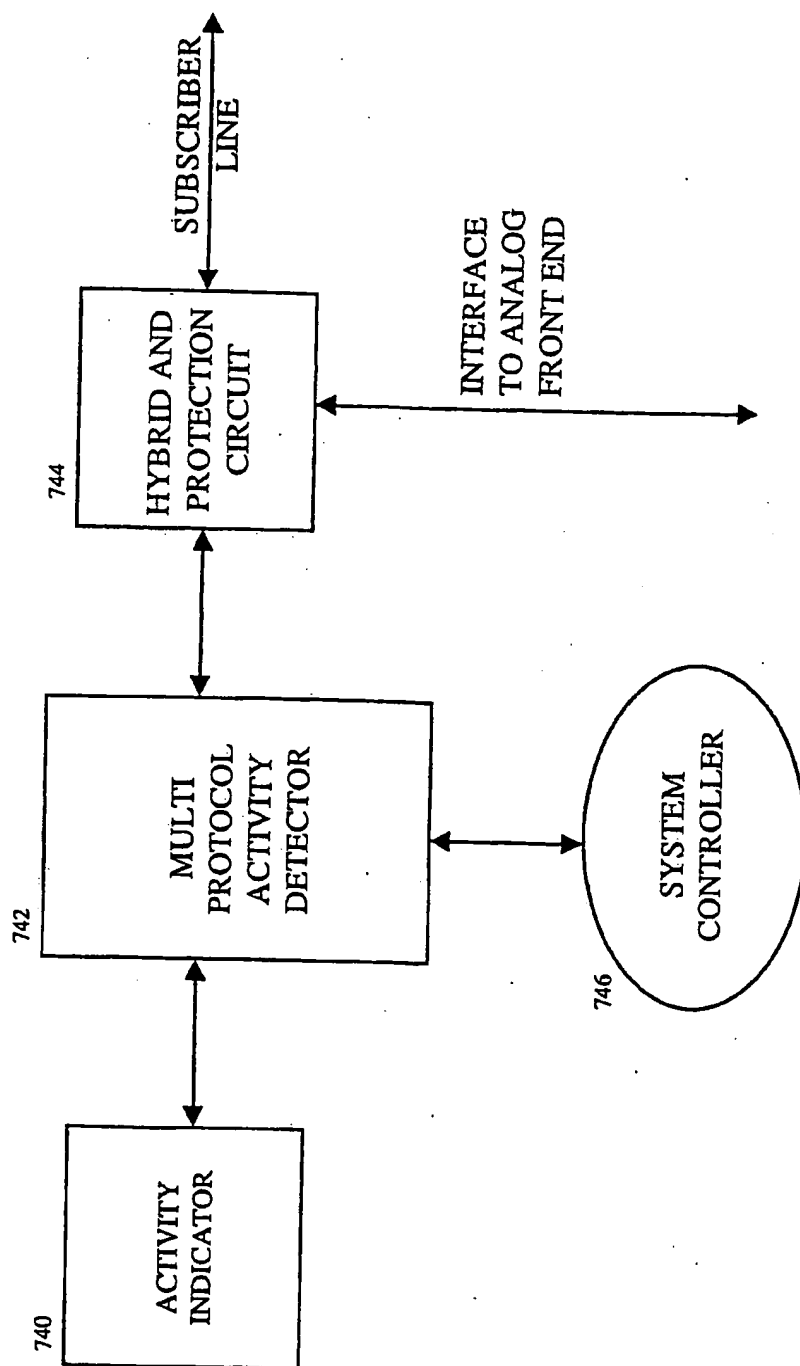 740
ACTIVITY
INDICATOR
742
MULTI
PROTOCOL
ACTIVITY
DETECTOR
744
HYBRID AND
PROTECTION
CIRCUIT
SUBSCRIBER
LINE
746
SYSTEM
CONTROLLER
INTERFACE
TO ANALOG
FRONT END